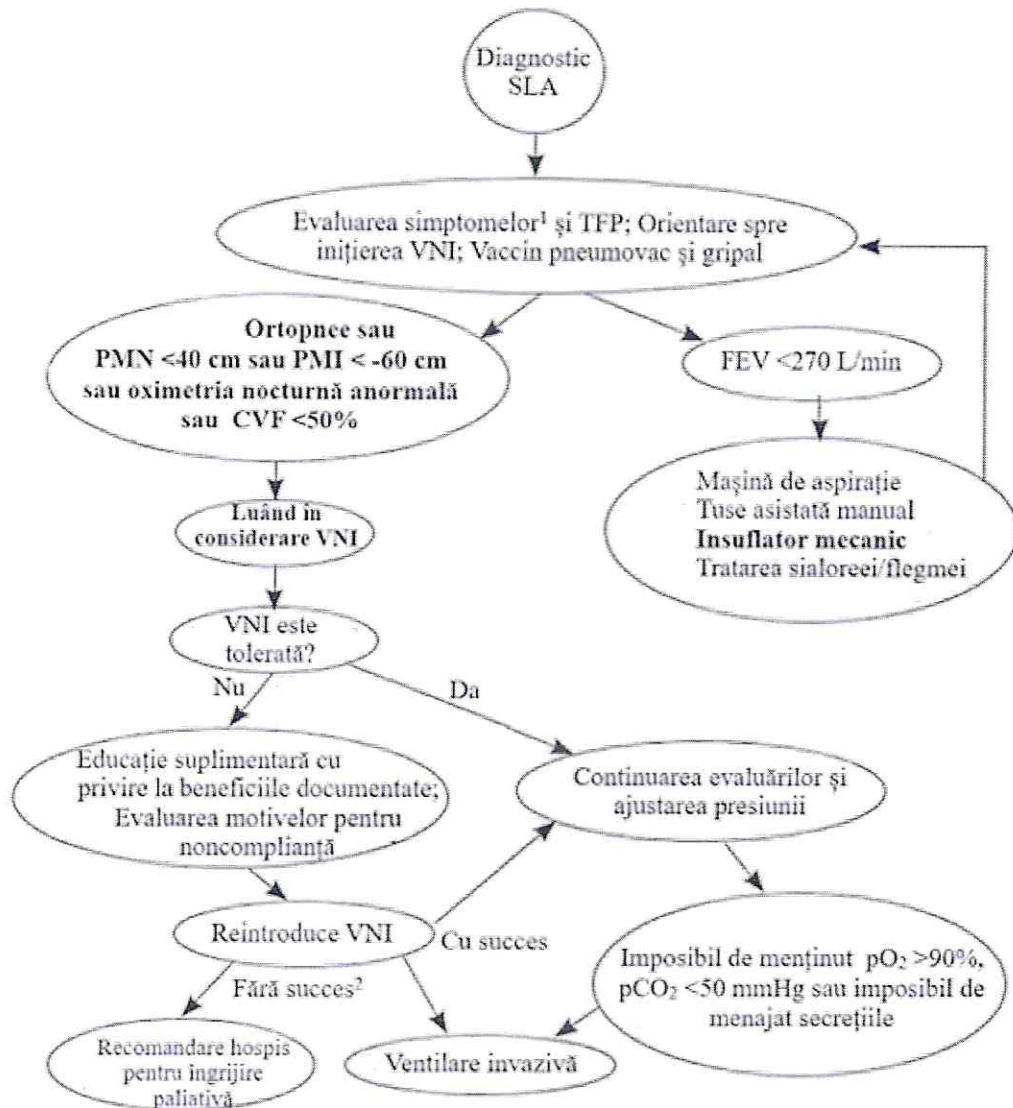 Diagnostic
SLA
Evaluarea simptomelor¹ și TFP; Orientare spre
inițierea VNI; Vaccin pneumovac și gripal
Ortopnee sau
PMN <40 cm sau PMI < -60 cm
sau oximetria nocturnă anormală
sau CVF <50%
FEV <270 L/min
Luând in
considerare VNI
Mașină de aspirație
Tuse asistată manual
Insuflator mecanic
Tratarea sialoreei/flegmei
VNI este
tolerată?
Nu
Da
Educație suplimentară cu
privire la beneficiile documentate;
Evaluarea motivelor pentru
noncomplianță
Continuarea evaluărilor și
ajustarea presiunii
Reintroduce VNI
Cu succes
Fără succes²
Imposibil de menținut pO₂ >90%,
pCO₂ <50 mmHg sau imposibil de
menajat secrețiile
Recomandare hospis
pentru îngrijire
paliativă
Ventilare invazivă